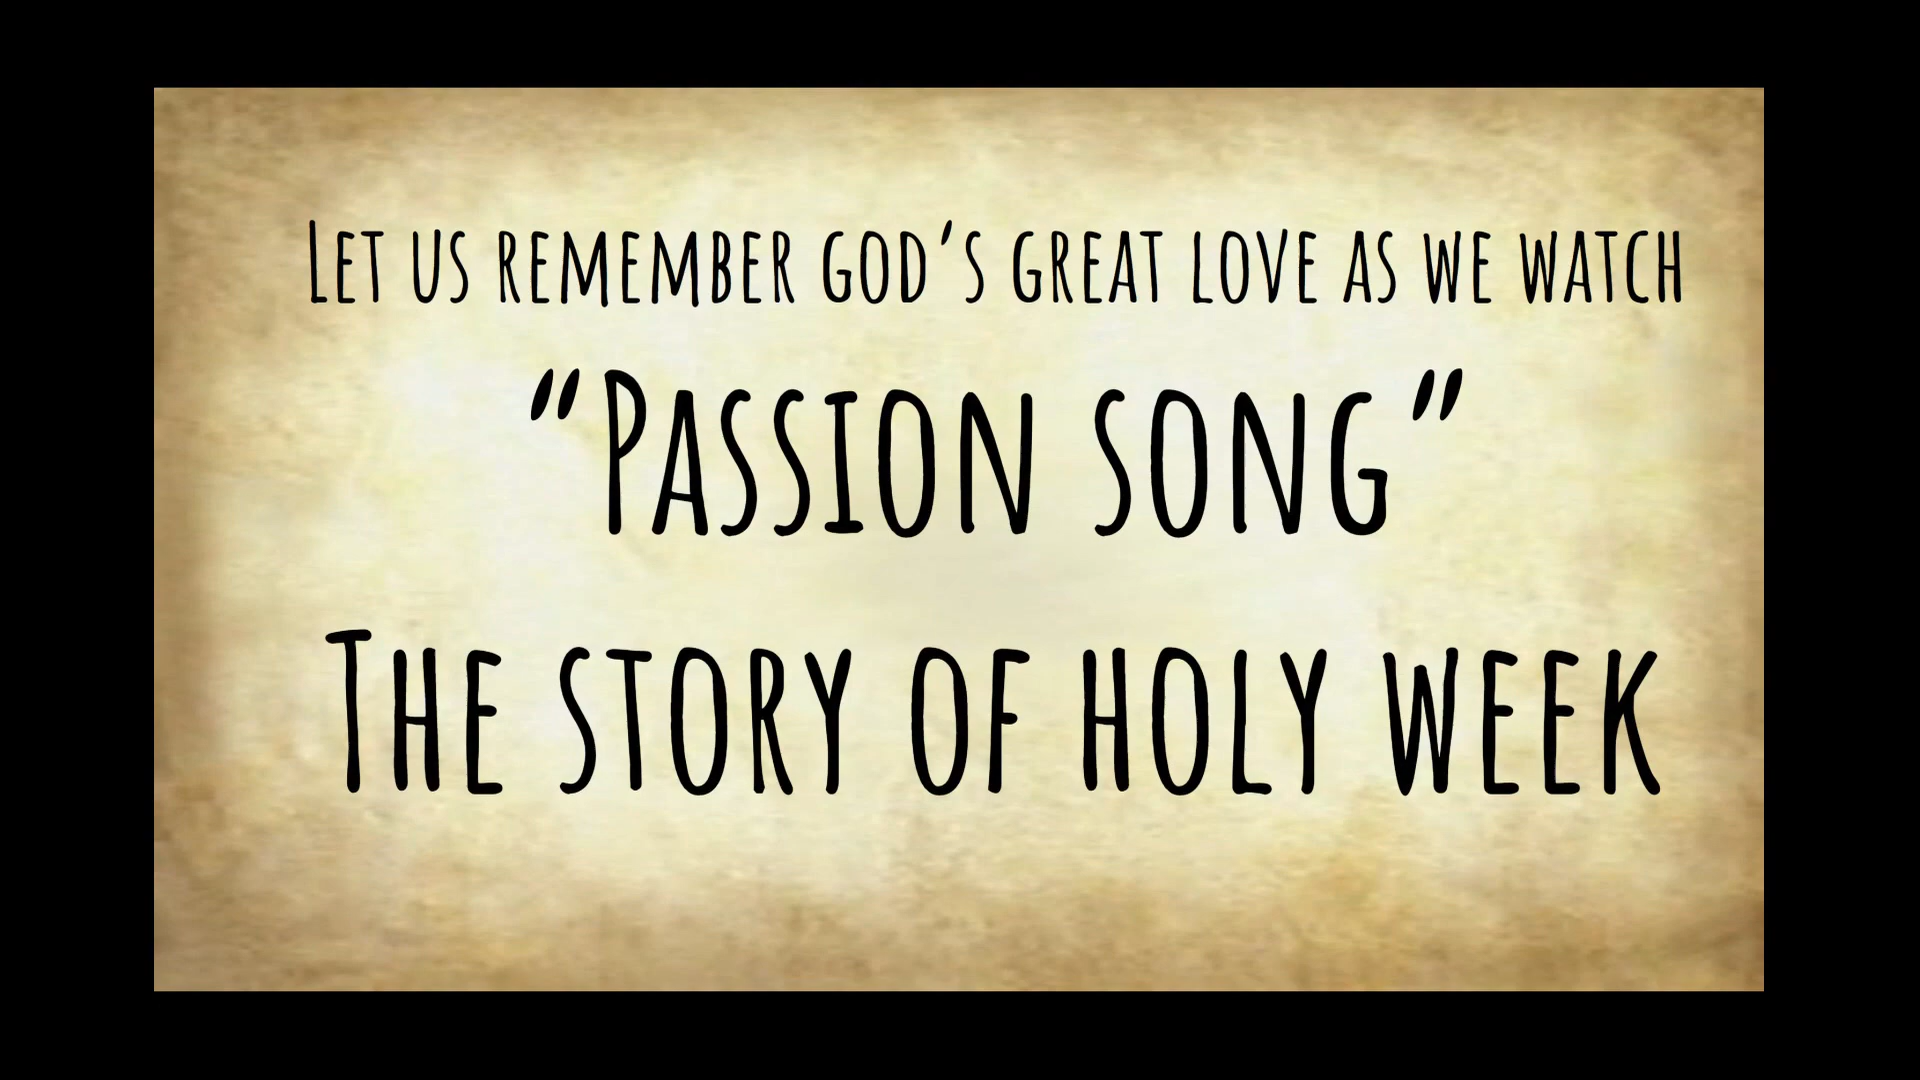 Let us remember God's great love as we watch
"Passion Song"
The Story of Holy Week